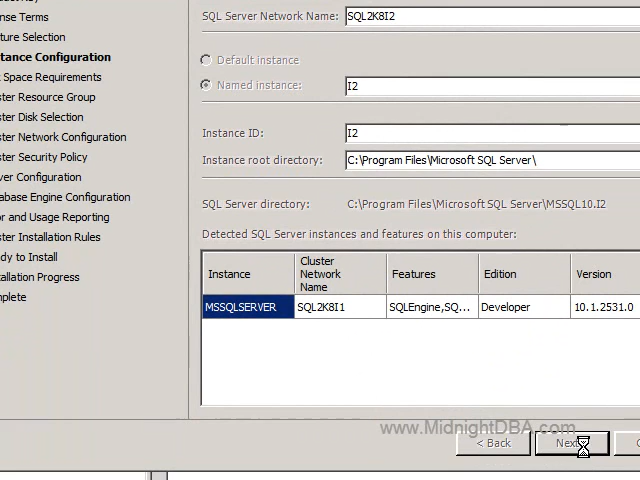 SQL Server Network Name: SQL2K8I2
ense Terms
ture Selection
tance Configuration
Default instance
Space Requirements
Named instance: I2
ster Resource Group
ster Disk Selection
ster Network Configuration
Instance ID: I2
ster Security Policy
Instance root directory: C:\Program Files\Microsoft SQL Server\
ver Configuration
abase Engine Configuration
SQL Server directory: C:\Program Files\Microsoft SQL Server\MSSQL10.I2
or and Usage Reporting
ster Installation Rules
Detected SQL Server instances and features on this computer:
dy to Install
Instance Cluster Network Name Features Edition Version
tallation Progress
mplete
MSSQLSERVER SQL2K8I1 SQLEngine,SQ... Developer 10.1.2531.0
www.MidnightDBA.com
< Back Next